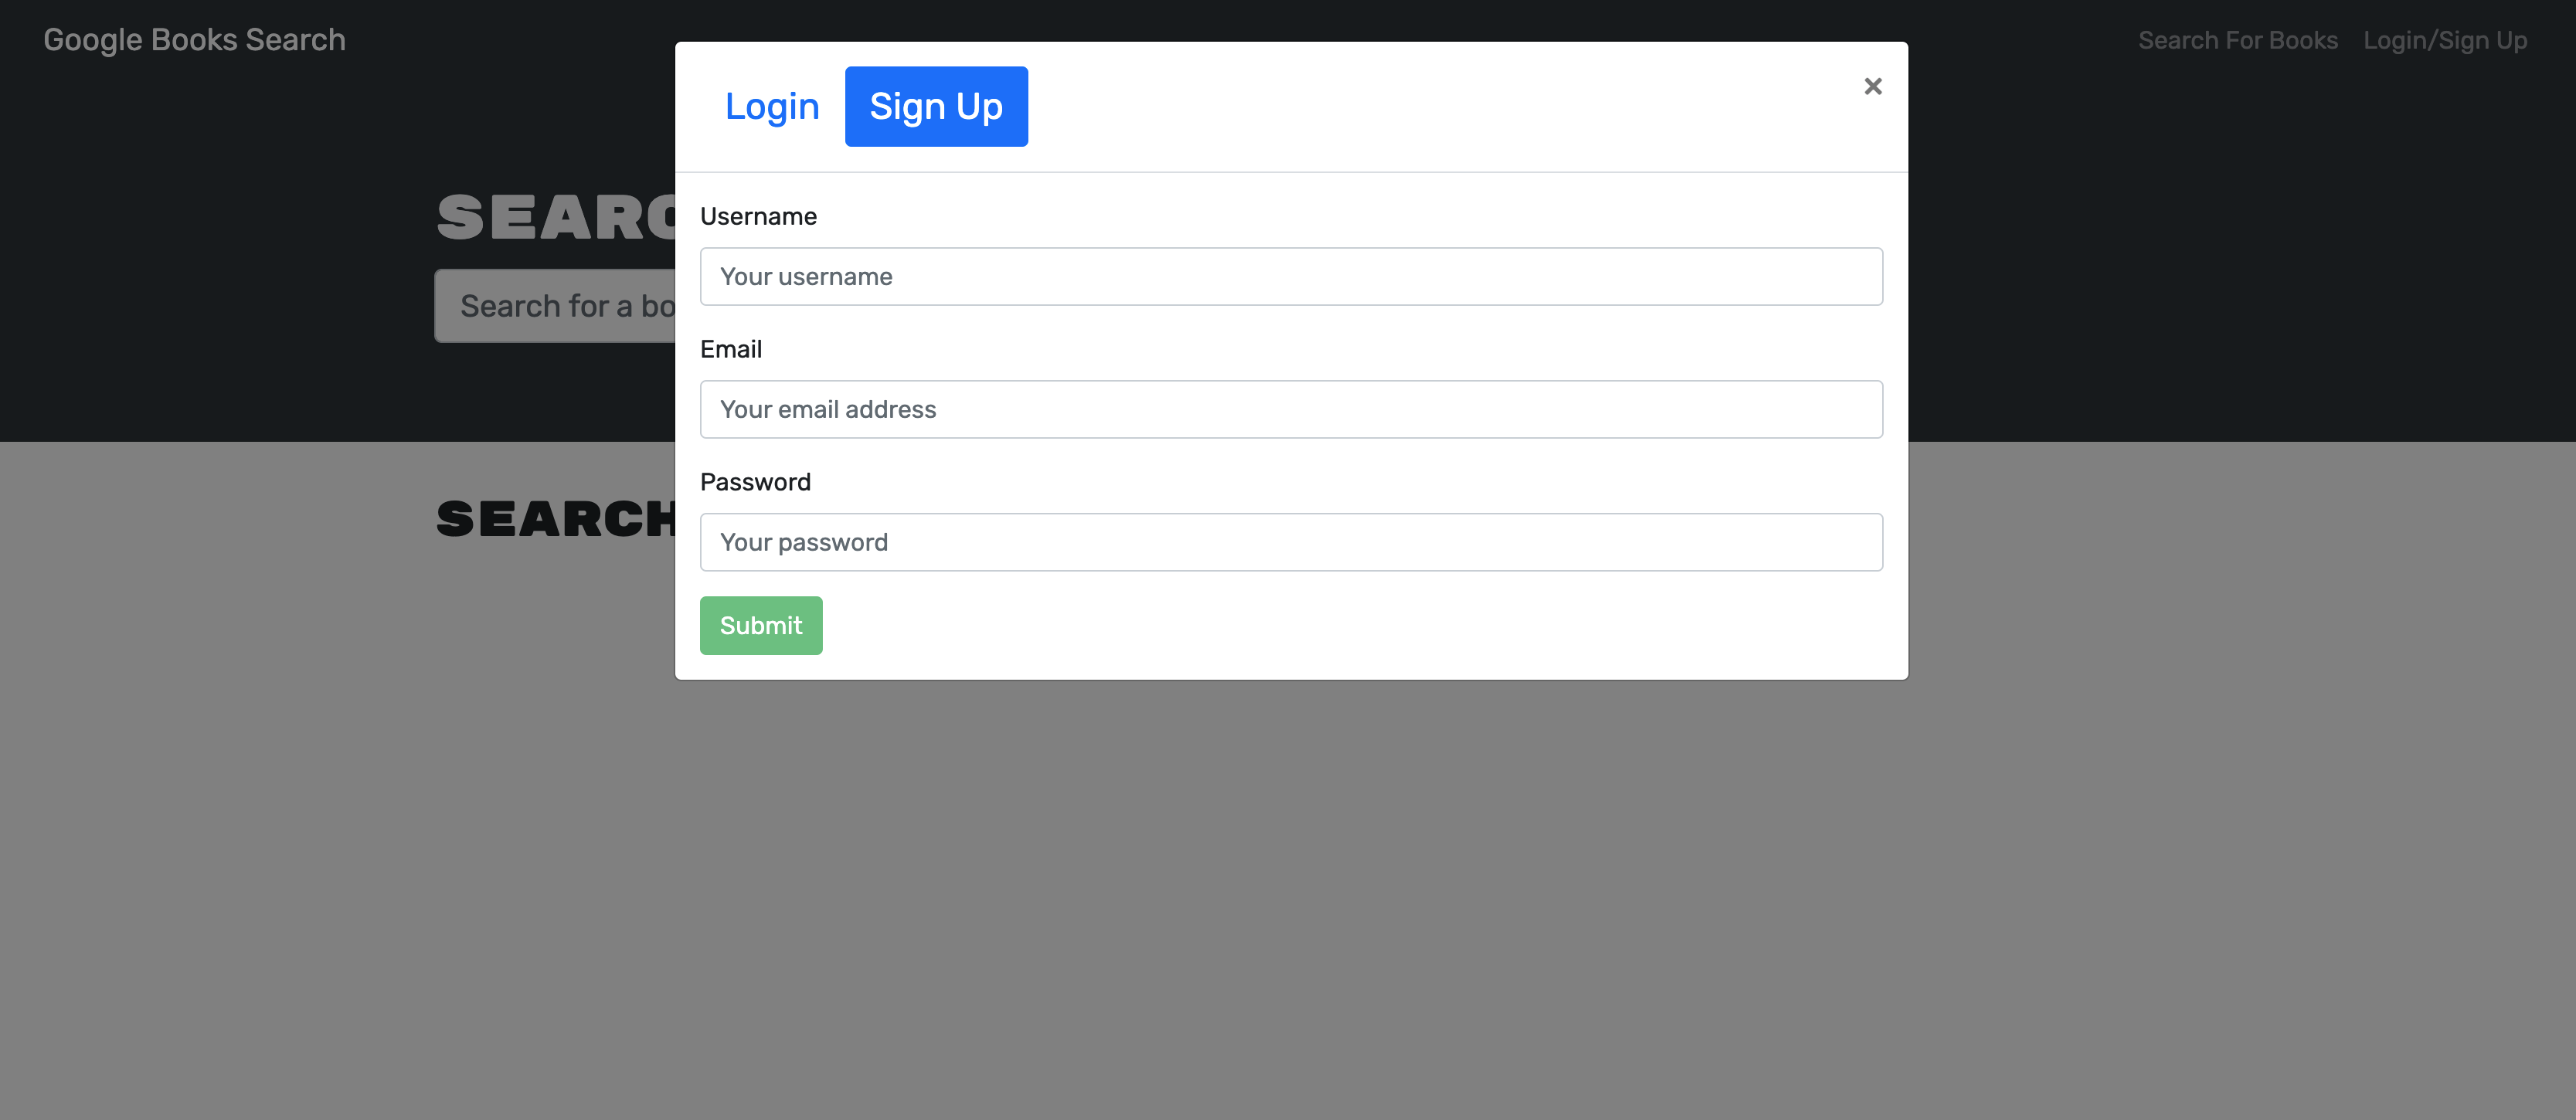 Google Books Search
Search For Books Login/Sign Up
Login Sign Up ×
Username
Your username
Email
Your email address
Password
Your password
Submit
SEARC
Search for a bo
SEARCH